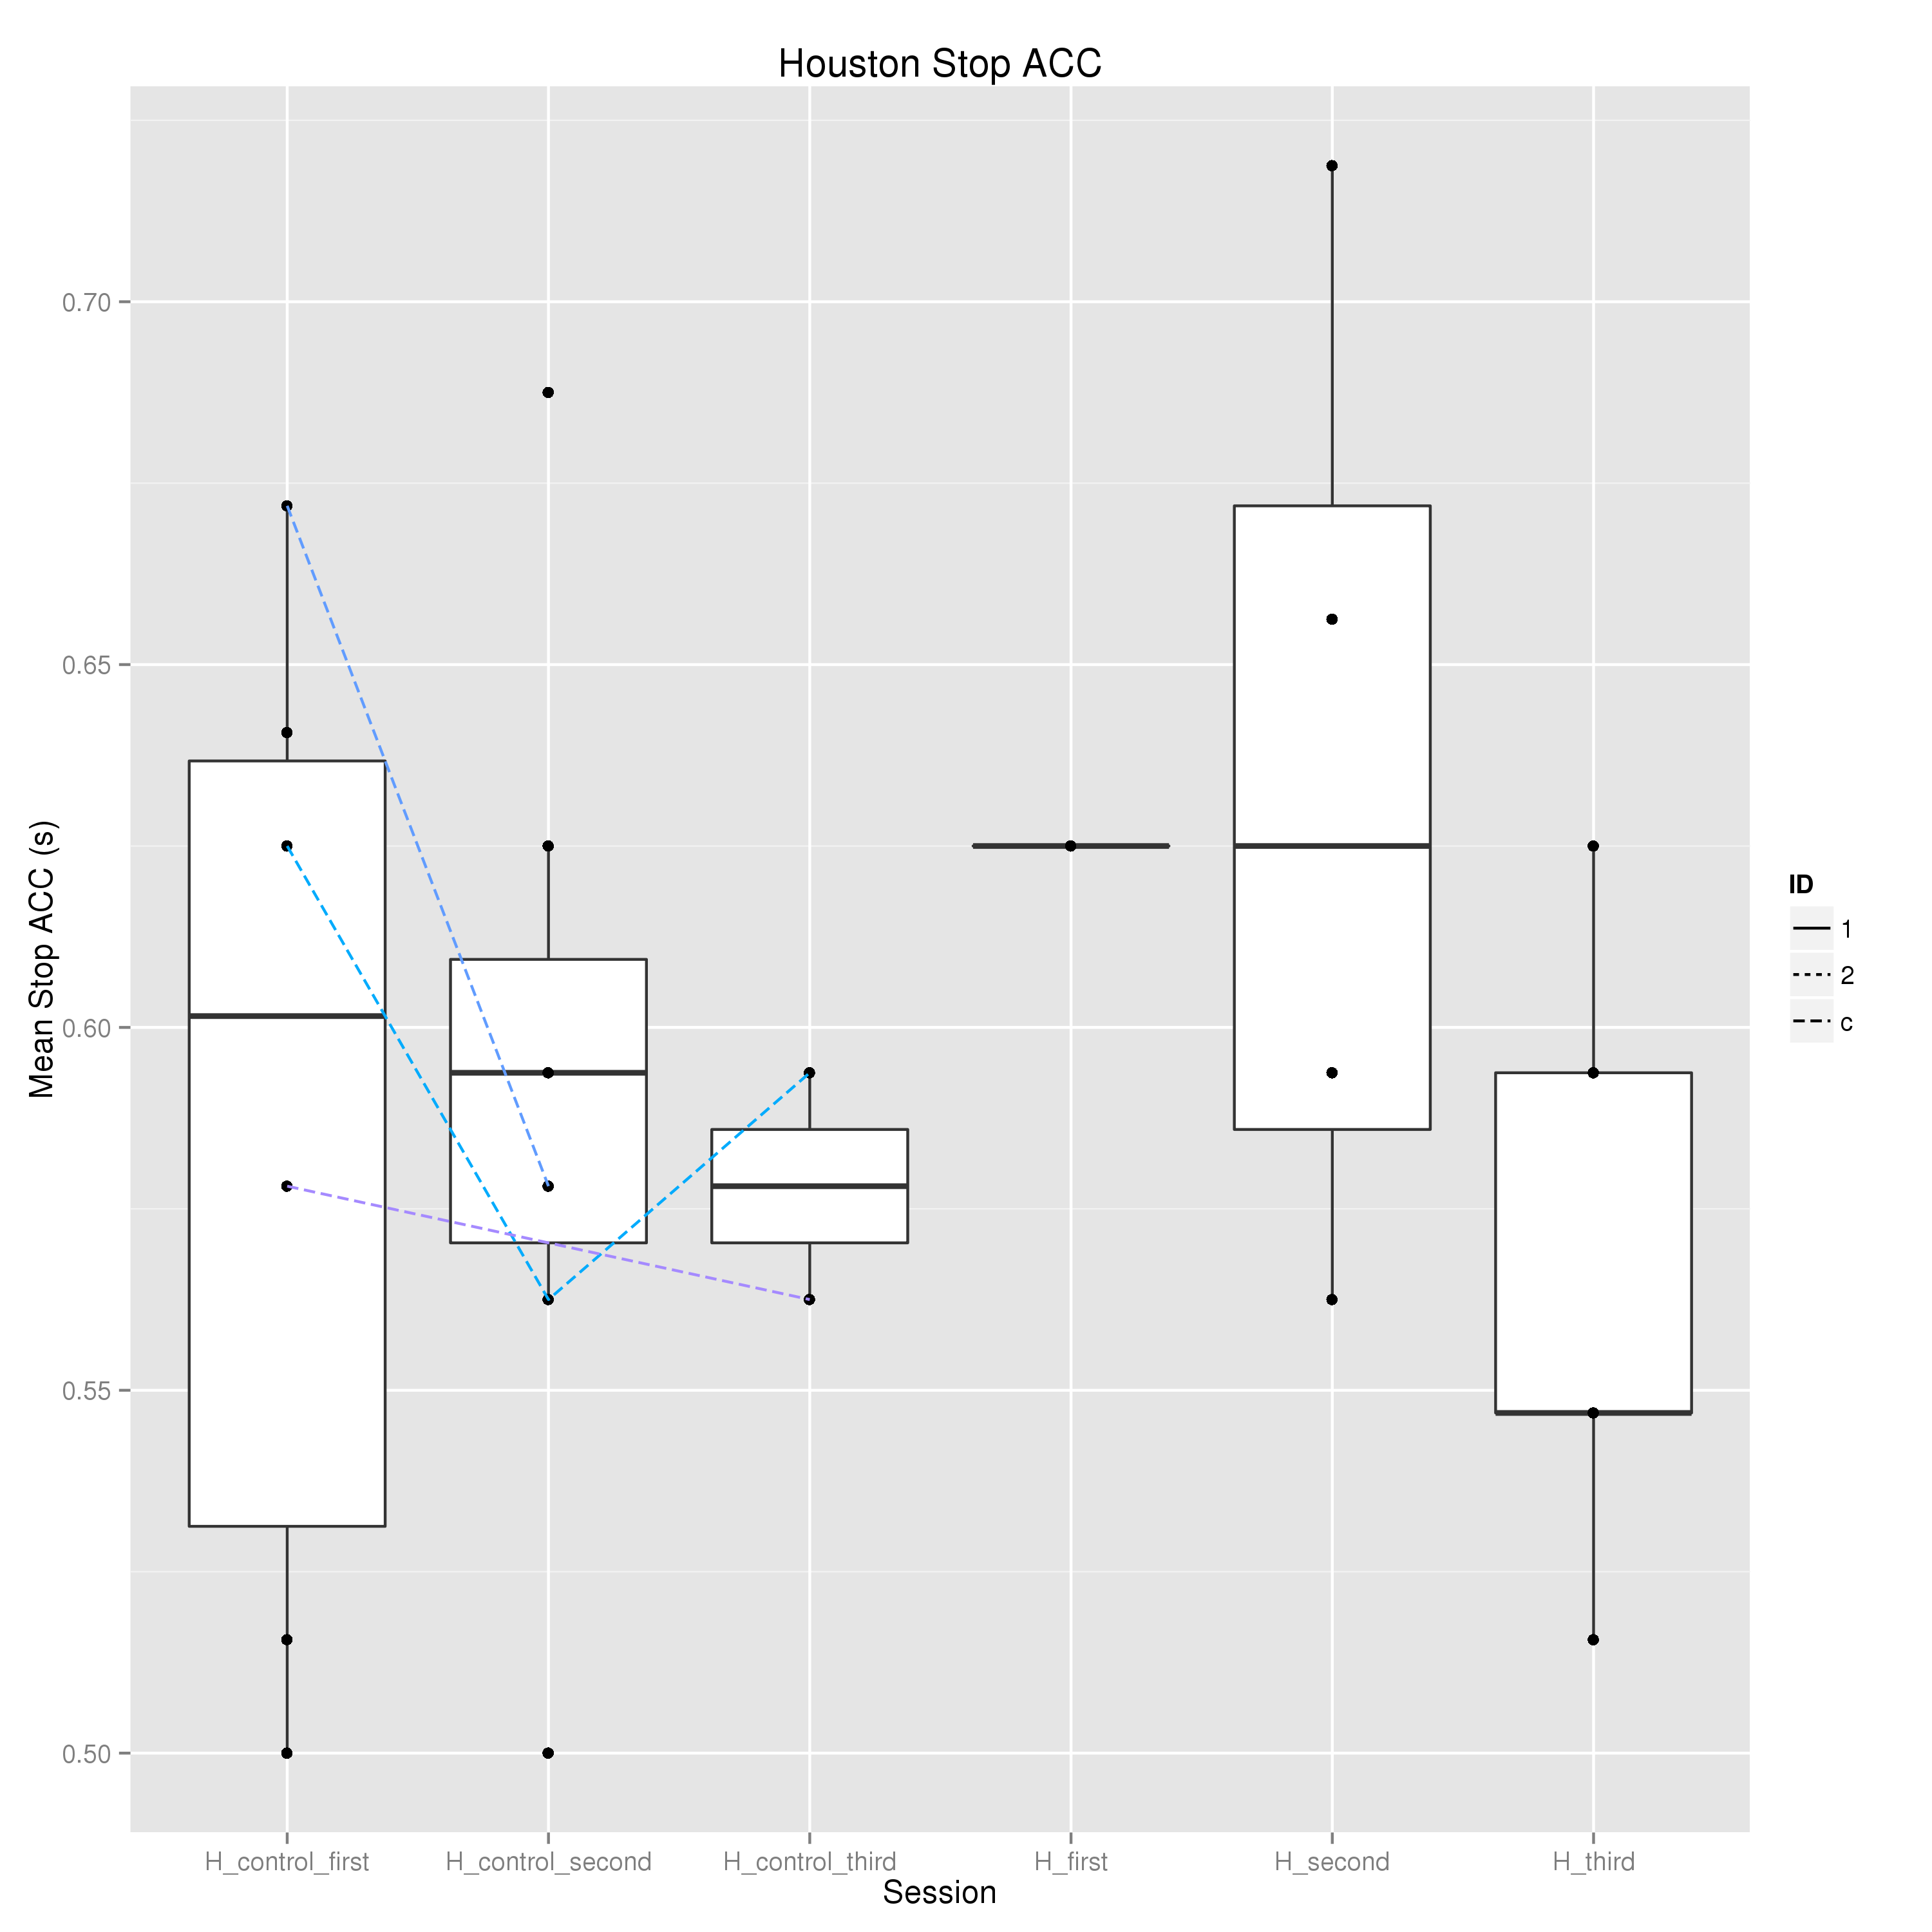 Houston Stop ACC
Mean Stop ACC (s)
0.70
0.65
0.60
0.55
0.50
H_control_first H_control_second H_control_third H_first H_second H_third
Session
ID
1
2
c